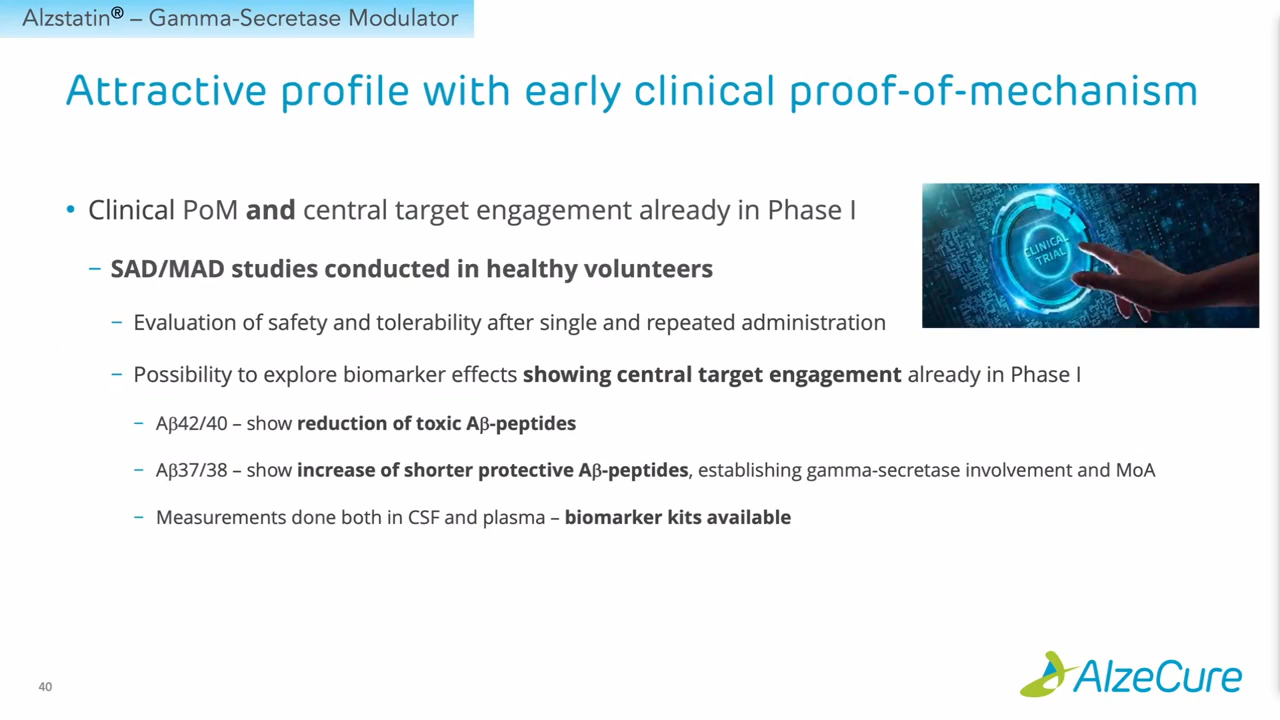 Alzstatin® – Gamma-Secretase Modulator
Attractive profile with early clinical proof-of-mechanism
• Clinical PoM and central target engagement already in Phase I
– SAD/MAD studies conducted in healthy volunteers
– Evaluation of safety and tolerability after single and repeated administration
– Possibility to explore biomarker effects showing central target engagement already in Phase I
– Aβ42/40 – show reduction of toxic Aβ-peptides
– Aβ37/38 – show increase of shorter protective Aβ-peptides, establishing gamma-secretase involvement and MoA
– Measurements done both in CSF and plasma – biomarker kits available
CLINICAL
TRIAL
40
AlzeCure